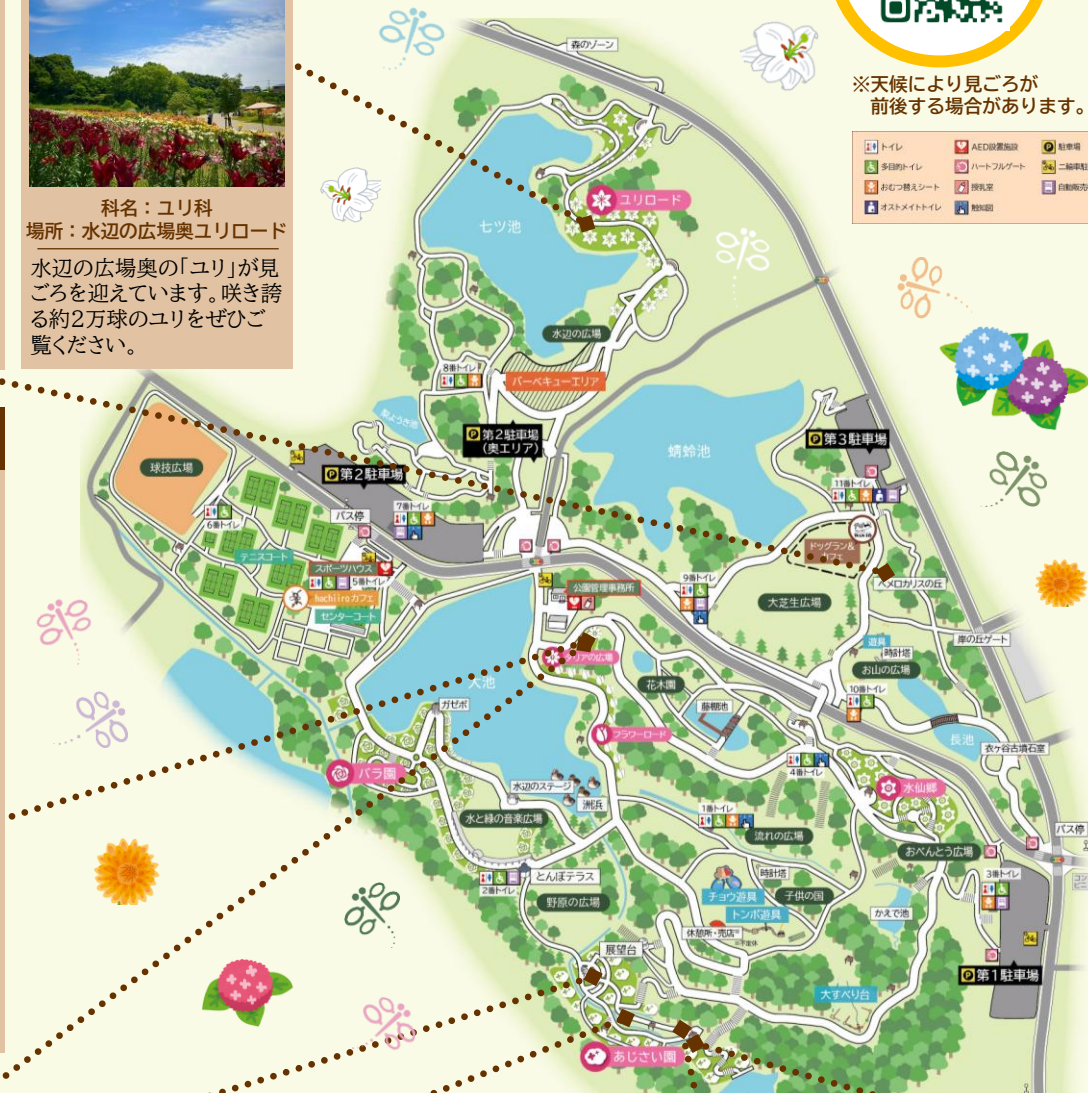 科名：ユリ科
場所：水辺の広場奥ユリロード
水辺の広場奥の「ユリ」が見
ごろを迎えています。咲き誇
る約2万球のユリをぜひご
覧ください。
※天候により見ごろが
前後する場合があります。
トイレ
多目的トイレ
おむつ替えシート
オストメイトトイレ
AED設置施設
ハートフルゲート
授乳室
触知図
駐車場
二輪車駐
自動販売
森のゾーン
ユリロード
七ツ池
水辺の広場
8番トイレ
バーベキューエリア
P 第2駐車場
(奥エリア)
蜻蛉池
P 第3駐車場
11番トイレ
球技広場
P 第2駐車場
7番トイレ
バス停
6番トイレ
テニスコート
スポーツハウス
5番トイレ
hachiiroカフェ
センターコート
公園管理事務所
9番トイレ
ドッグラン&
カフェ
ヘメロカリスの丘
大芝生広場
岸の丘ゲート
遊具
時計塔
お山の広場
10番トイレ
ダリアの広場
大池
花木園
藤棚池
長池
衣ヶ谷古墳石室
ガゼボ
フラワーロード
バラ園
4番トイレ
水仙郷
水辺のステージ
洲浜
水と緑の音楽広場
1番トイレ
流れの広場
バス停
おべんとう広場
3番トイレ
とんぼテラス
2番トイレ
時計塔
チョウ遊具
子供の国
野原の広場
トンボ遊具
かえで池
休憩所・売店
展望台
P 第1駐車場
大すべり台
あじさい園